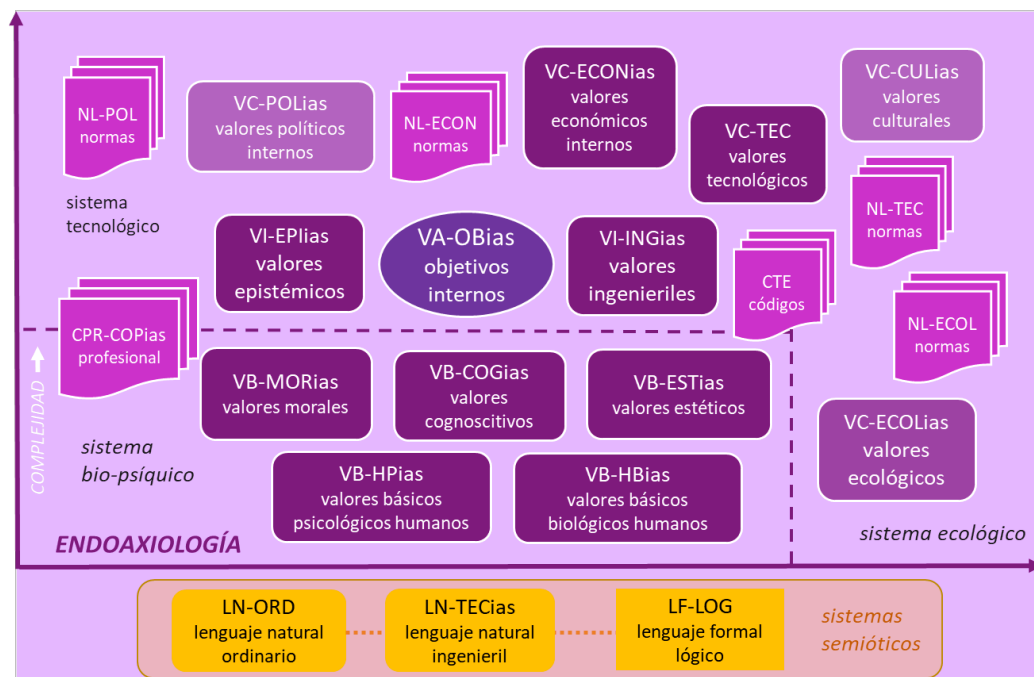 NL-POL
normas
VC-POLias
valores políticos
internos
NL-ECON
normas
VC-ECONias
valores
económicos
internos
VC-TEC
valores
tecnológicos
VC-CULias
valores
culturales
sistema
tecnológico
VI-EPIias
valores
epistémicos
VA-OBias
objetivos
internos
VI-INGias
valores
ingenieriles
CTE
códigos
NL-TEC
normas
NL-ECOL
normas
CPR-COPias
profesional
COMPLEJIDAD
VB-MORias
valores morales
VB-COGias
valores
cognoscitivos
VB-ESTias
valores estéticos
VC-ECOLias
valores
ecológicos
sistema
bio-psíquico
VB-HPias
valores básicos
psicológicos humanos
VB-HBias
valores básicos
biológicos humanos
ENDOAXIOLOGÍA
sistema ecológico
LN-ORD
lenguaje natural
ordinario
LN-TECias
lenguaje natural
ingenieril
LF-LOG
lenguaje formal
lógico
sistemas
semióticos